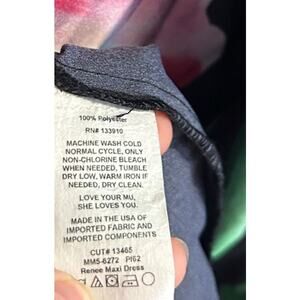 100% Polyester
RN# 133910
MACHINE WASH COLD
NORMAL CYCLE, ONLY
NON-CHLORINE BLEACH
WHEN NEEDED, TUMBLE
DRY LOW, WARM IRON IF
NEEDED, DRY CLEAN.
LOVE YOUR MU,
SHE LOVES YOU.
MADE IN THE USA OF
IMPORTED FABRIC AND
IMPORTED COMPONENTS
CUT# 13465
MM5-6272 PI62
Renee Maxi Dress